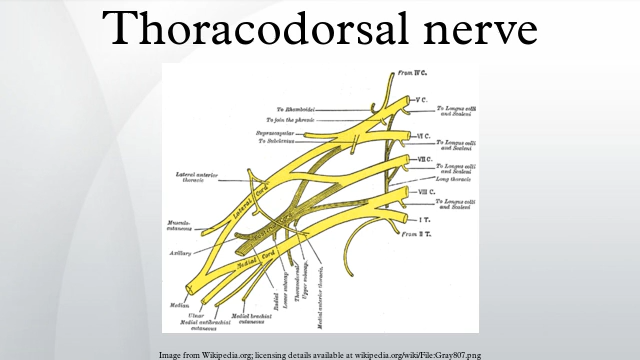 Thoracodorsal nerve
From IV C.
V C.
To Rhomboidei
To Longus colli
and Scaleni
To join the phrenic
Suprascapular
To Subclavius
VI C.
To Longus colli
and Scaleni
VII C.
To Longus colli
and Scaleni
Lateral anterior
thoracic
Long thoracic
VIII C.
To Longus colli
and Scaleni
Lateral Cord
I T.
Musculo-
cutaneous
From II T.
Axillary
Medial Cord
Median
Ulnar
Medial antibrachial
cutaneous
Medial brachial
cutaneous
Radial
Lower subscap.
Thoracodorsal
Upper subscap.
Medial anterior thoracic.
Image from Wikipedia.org; licensing details available at wikipedia.org/wiki/File:Gray807.png